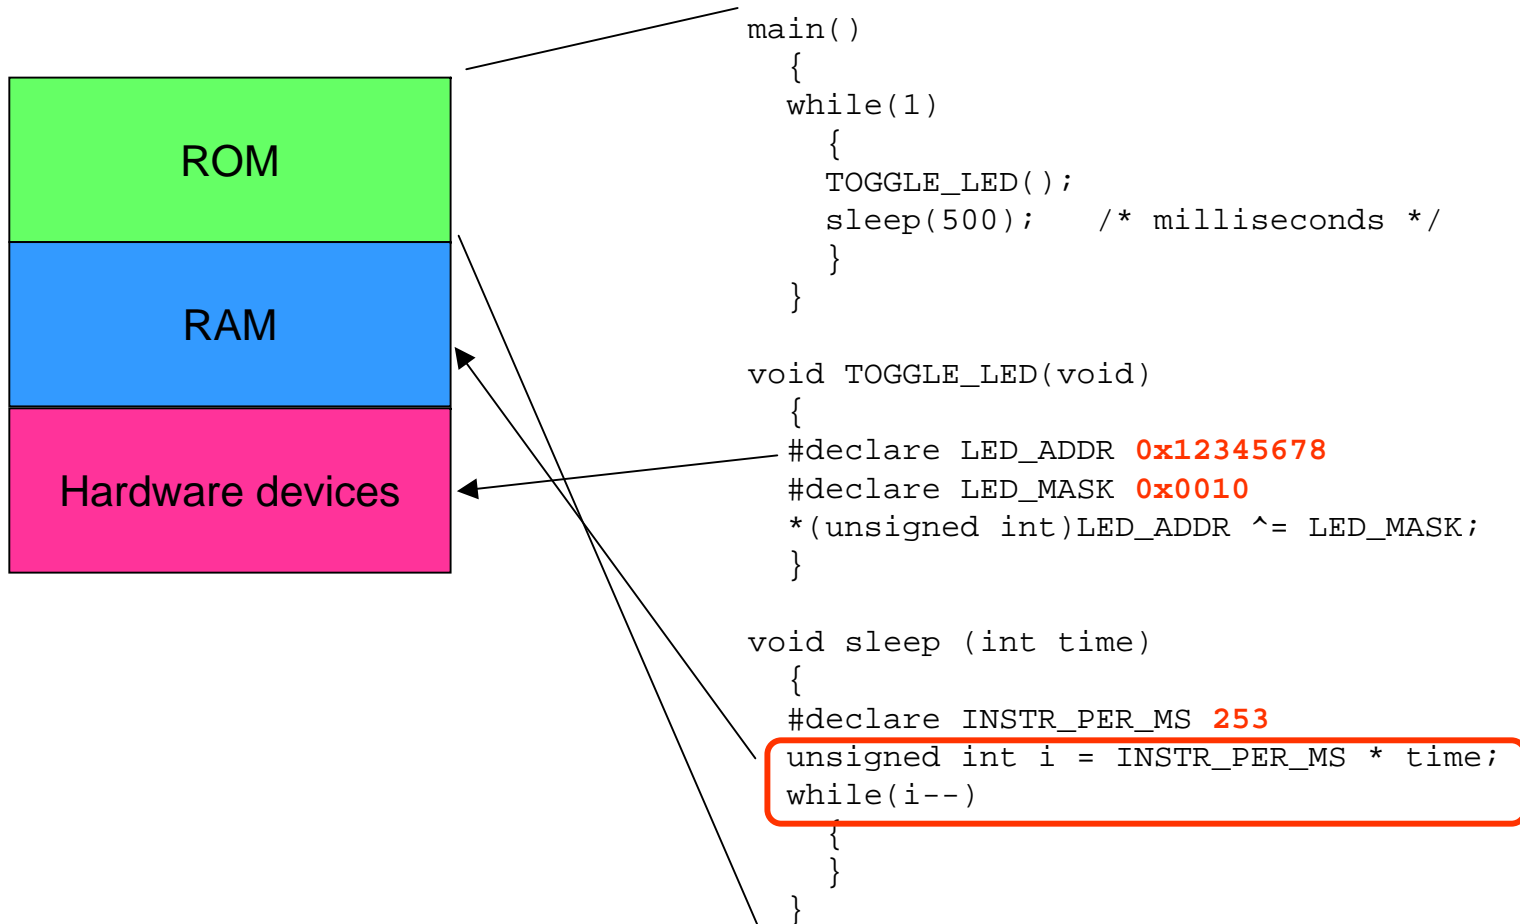 ROM
RAM
Hardware devices
main()
{
while(1)
{
TOGGLE_LED();
sleep(500); /* milliseconds */
}
}
void TOGGLE_LED(void)
{
#declare LED_ADDR 0x12345678
#declare LED_MASK 0x0010
*(unsigned int)LED_ADDR ^= LED_MASK;
}
void sleep (int time)
{
#declare INSTR_PER_MS 253
unsigned int i = INSTR_PER_MS * time;
while(i--)
{
}
}